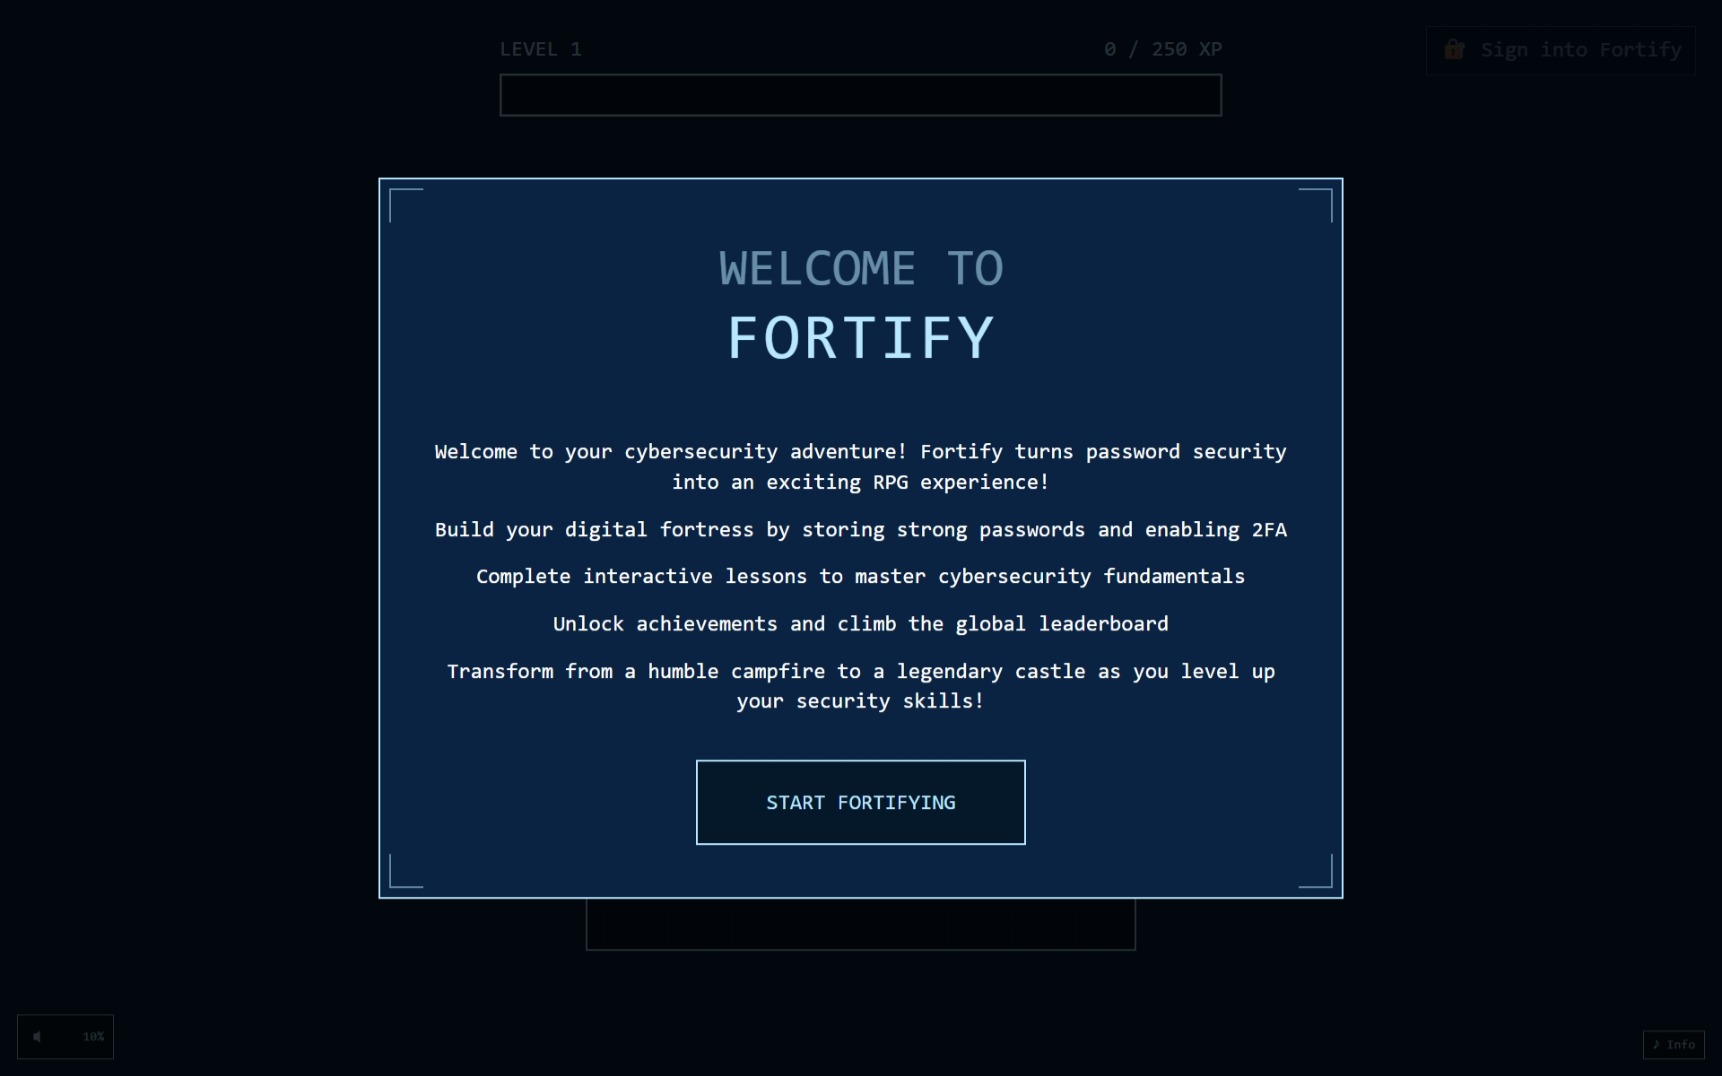 LEVEL 1
0 / 250 XP
Sign into Fortify
WELCOME TO
FORTIFY
Welcome to your cybersecurity adventure! Fortify turns password security
into an exciting RPG experience!
Build your digital fortress by storing strong passwords and enabling 2FA
Complete interactive lessons to master cybersecurity fundamentals
Unlock achievements and climb the global leaderboard
Transform from a humble campfire to a legendary castle as you level up
your security skills!
START FORTIFYING
10%
♪ Info